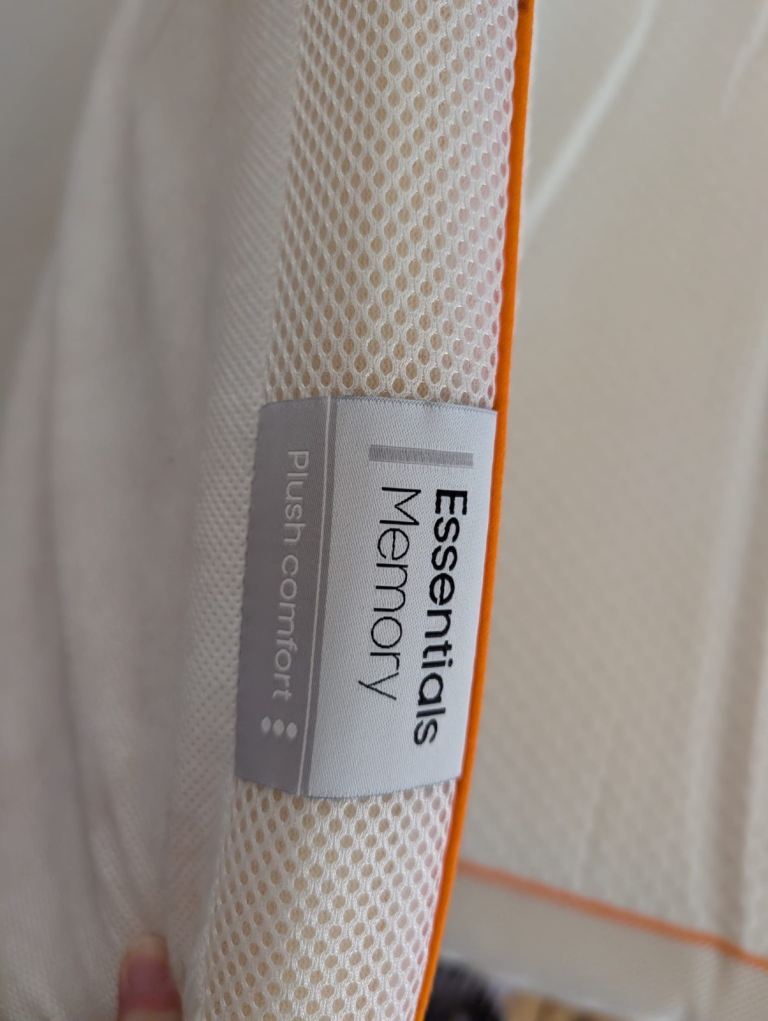 Essentials
Memory
Plush comfort